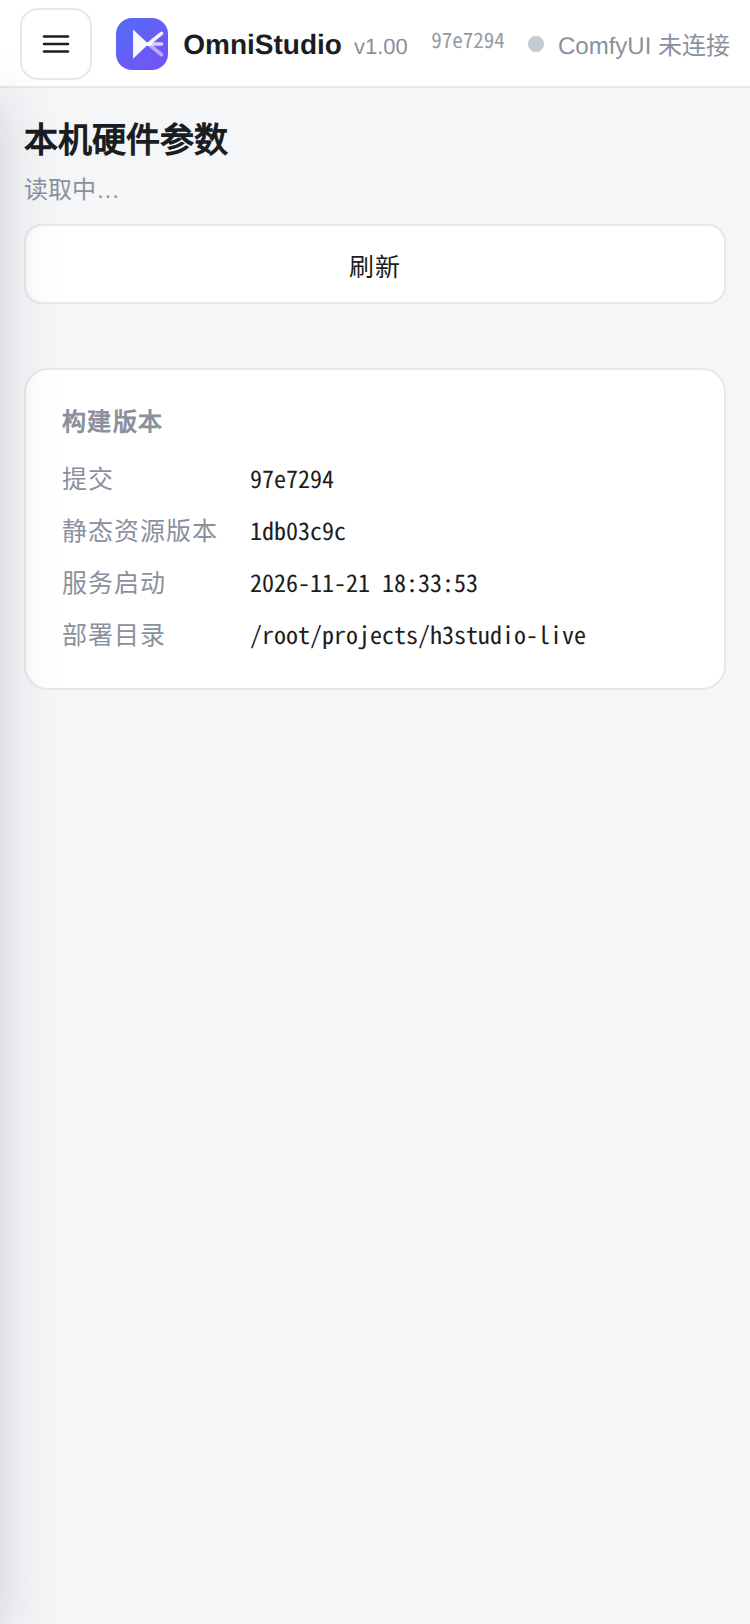 OmniStudio v1.00 97e7294 ComfyUI 未连接
本机硬件参数
读取中…
刷新
构建版本
提交 97e7294
静态资源版本 1db03c9c
服务启动 2026-11-21 18:33:53
部署目录 /root/projects/h3studio-live